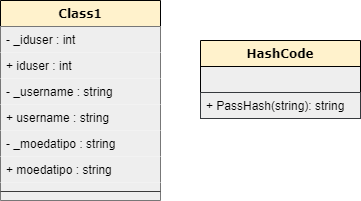 Class1
- _iduser : int
+ iduser : int
- _username : string
+ username : string
- _moedatipo : string
+ moedatipo : string
HashCode
+ PassHash(string): string